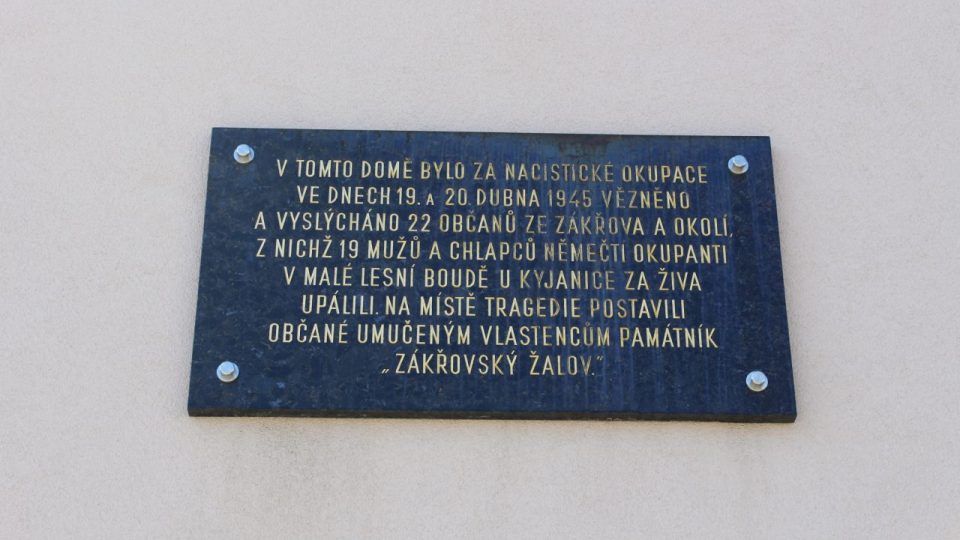 V TOMTO DOMĚ BYLO ZA NACISTICKÉ OKUPACE
VE DNECH 19. A 20. DUBNA 1945 VĚZNĚNO
A VYSLÝCHÁNO 22 OBČANŮ ZE ZÁKŘOVA A OKOLÍ,
Z NICHŽ 19 MUŽŮ A CHLAPCŮ NĚMEČTI OKUPANTI
V MALÉ LESNÍ BOUDĚ U KYJANICE ZA ŽIVA
UPÁLILI. NA MÍSTĚ TRAGEDIE POSTAVILI
OBČANÉ UMUČENÝM VLASTENCŮM PAMÁTNÍK
„ZÁKŘOVSKÝ ŽALOV.“